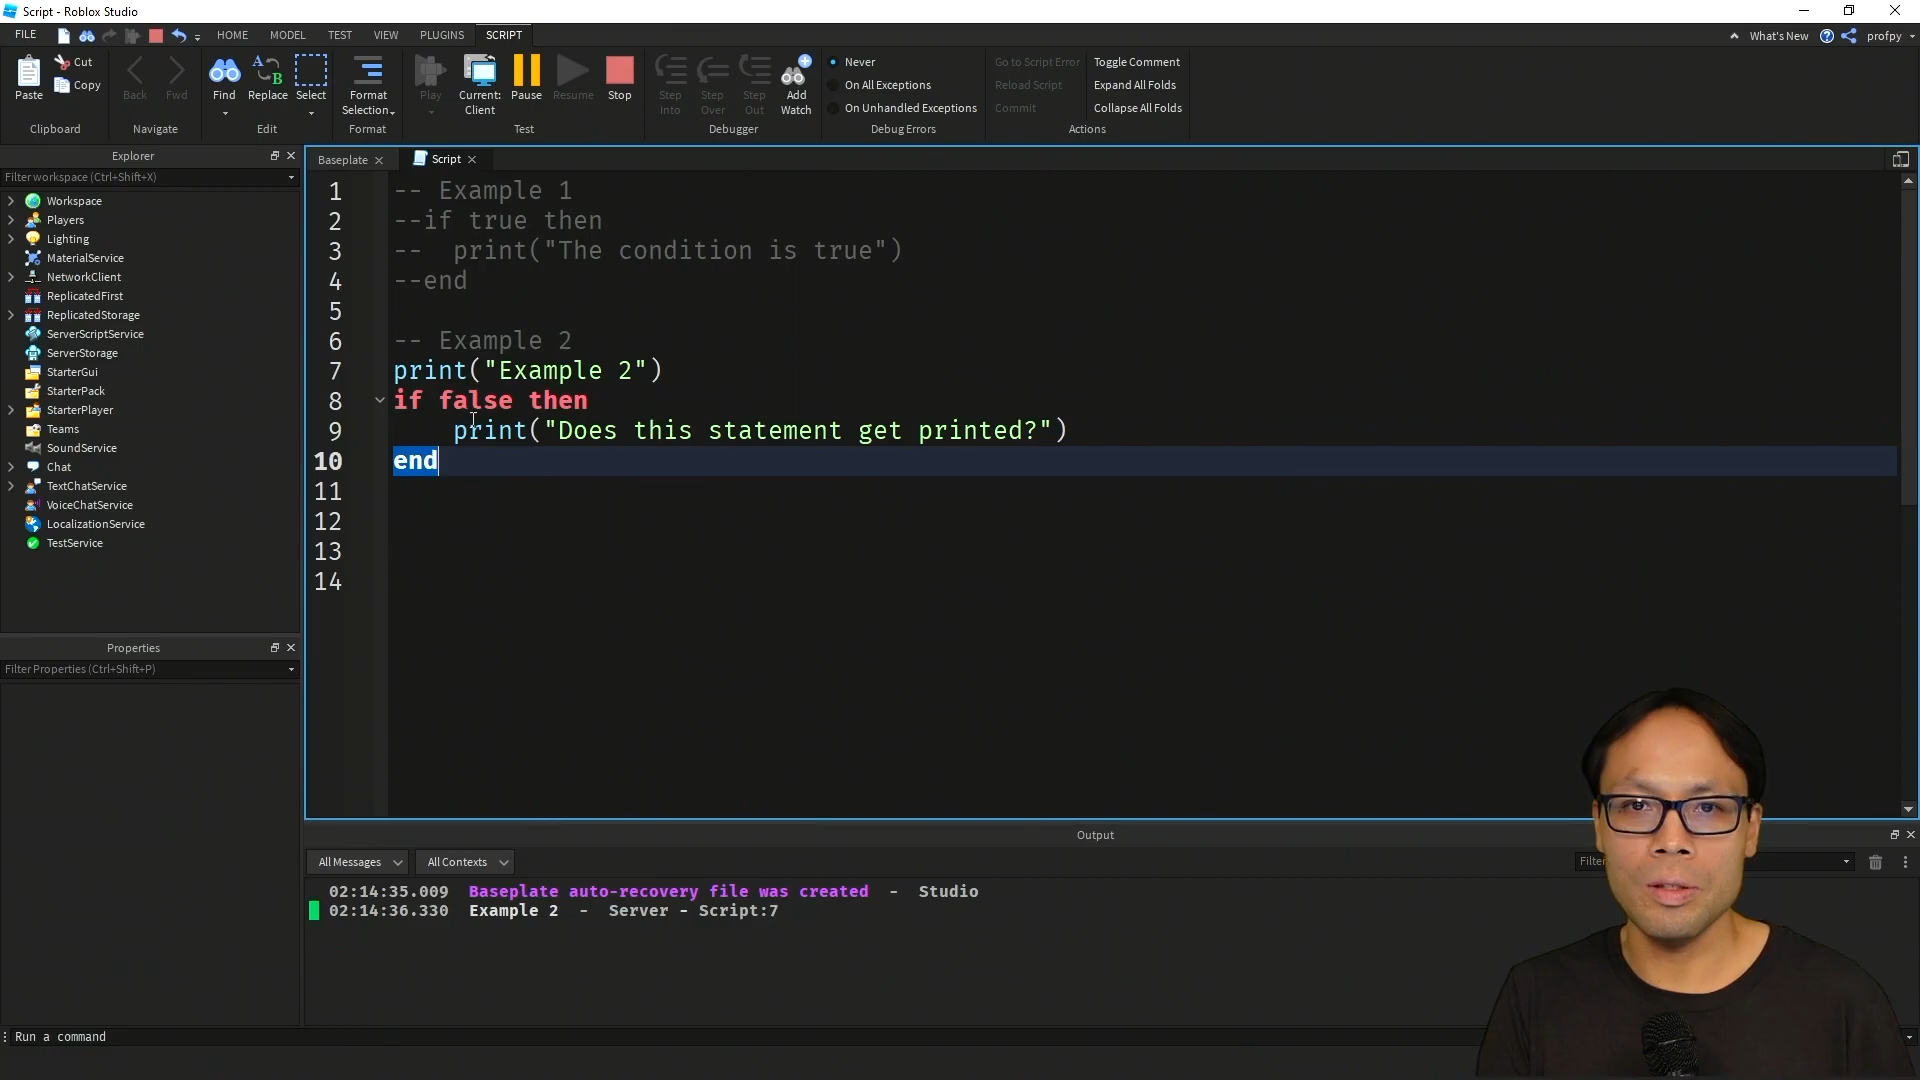 Script - Roblox Studio
FILE HOME MODEL TEST VIEW PLUGINS SCRIPT What's New profpy
Paste Cut Copy
Back Fwd
Find Replace Select
Format Selection
Play Current: Client Pause Resume Stop
Step Into Step Over Step Out Add Watch
Never
On All Exceptions
On Unhandled Exceptions
Go to Script Error Toggle Comment
Reload Script Expand All Folds
Commit Collapse All Folds
Clipboard Navigate Edit Format Test Debugger Debug Errors Actions
Explorer
Filter workspace (Ctrl+Shift+X)
Workspace
Players
Lighting
MaterialService
NetworkClient
ReplicatedFirst
ReplicatedStorage
ServerScriptService
ServerStorage
StarterGui
StarterPack
StarterPlayer
Teams
SoundService
Chat
TextChatService
VoiceChatService
LocalizationService
TestService
Properties
Filter Properties (Ctrl+Shift+P)
Baseplate Script
1 -- Example 1
2 --if true then
3 --  print("The condition is true")
4 --end
5
6 -- Example 2
7 print("Example 2")
8 if false then
9     print("Does this statement get printed?")
10 end
11
12
13
14
Output
All Messages All Contexts
02:14:35.009 Baseplate auto-recovery file was created - Studio
02:14:36.330 Example 2 - Server - Script:7
Run a command